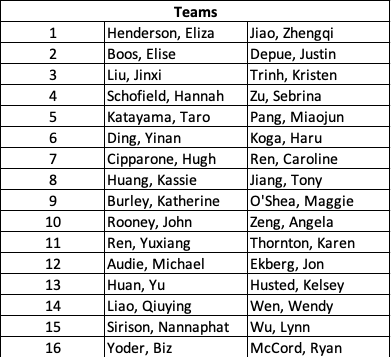 Teams
1 Henderson, Eliza Jiao, Zhengqi
2 Boos, Elise Depue, Justin
3 Liu, Jinxi Trinh, Kristen
4 Schofield, Hannah Zu, Sebrina
5 Katayama, Taro Pang, Miaojun
6 Ding, Yinan Koga, Haru
7 Cipparone, Hugh Ren, Caroline
8 Huang, Kassie Jiang, Tony
9 Burley, Katherine O'Shea, Maggie
10 Rooney, John Zeng, Angela
11 Ren, Yuxiang Thornton, Karen
12 Audie, Michael Ekberg, Jon
13 Huan, Yu Husted, Kelsey
14 Liao, Qiuying Wen, Wendy
15 Sirison, Nannaphat Wu, Lynn
16 Yoder, Biz McCord, Ryan